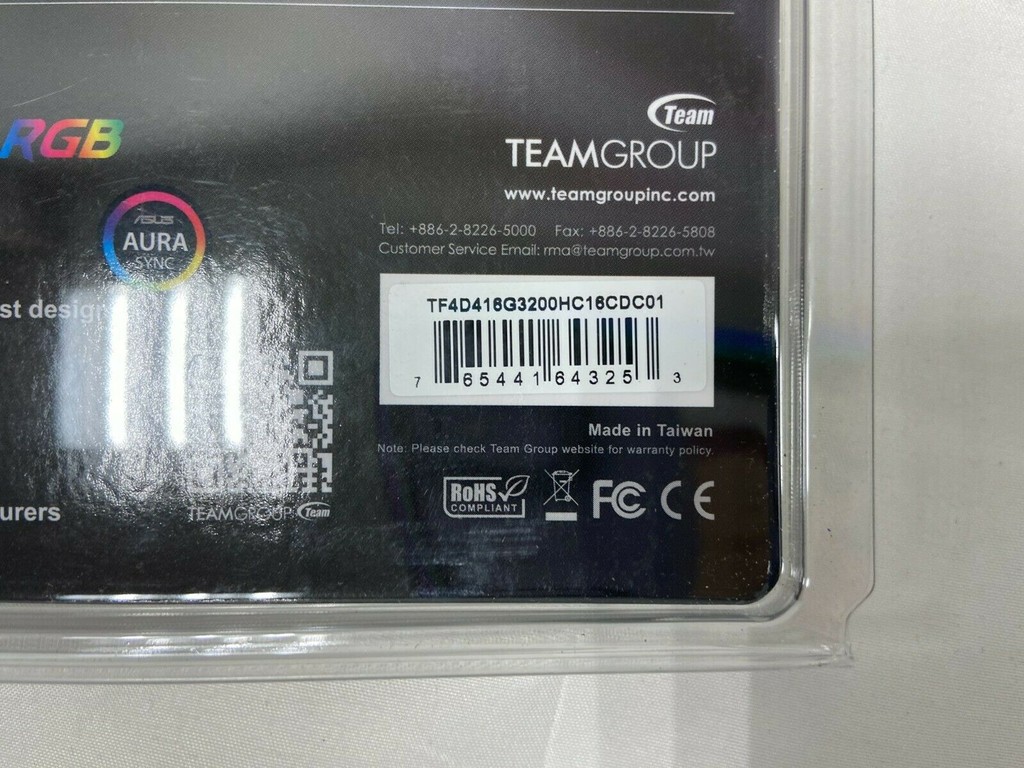 Team
TEAMGROUP
www.teamgroupinc.com
RGB
Tel: +886-2-8226-5000 Fax: +886-2-8226-5808
Customer Service Email: rma@teamgroup.com.tw
ASUS
AURA
SYNC
TF4D416G3200HC16CDC01
st design
7 65441 64325 3
Made in Taiwan
Note: Please check Team Group website for warranty policy.
RoHS
COMPLIANT
FC CE
urers
TEAMGROUP Team